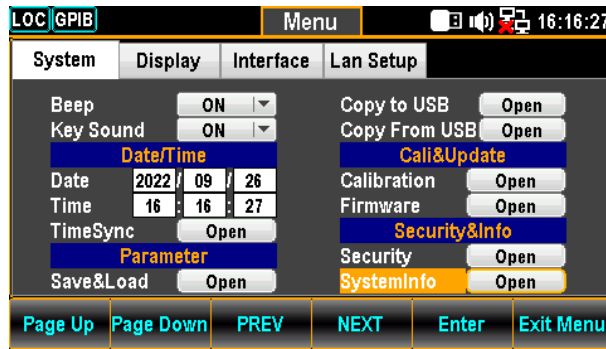 LOC GPIB Menu 16:16:27
System Display Interface Lan Setup
Beep ON
Key Sound ON
Date/Time
Date 2022 / 09 / 26
Time 16 : 16 : 27
TimeSync Open
Parameter
Save&Load Open
Copy to USB Open
Copy From USB Open
Cali&Update
Calibration Open
Firmware Open
Security&Info
Security Open
SystemInfo Open
Page Up Page Down PREV NEXT Enter Exit Menu